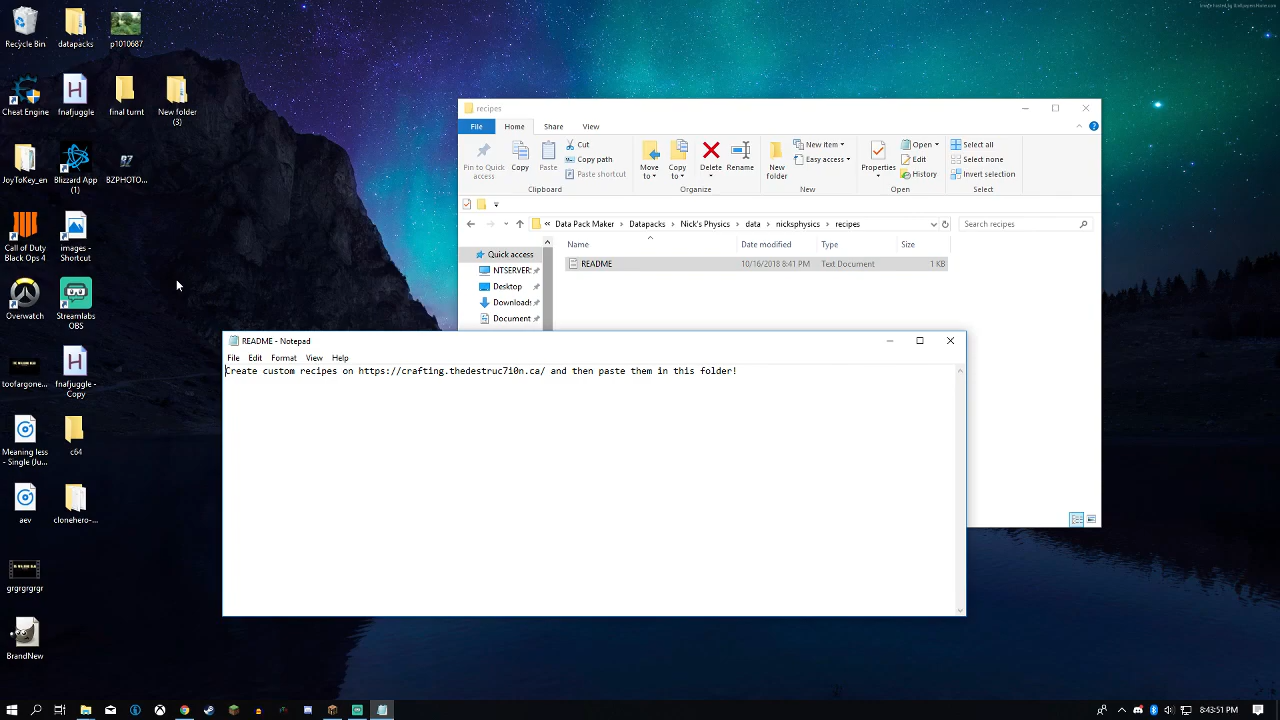 Recycle Bin
datapacks
p1010687
Cheat Engine
fnafjuggle
final turnt
New folder
(3)
JoyToKey_en
Blizzard App
(1)
BZPHOTO...
Call of Duty
Black Ops 4
images -
Shortcut
Overwatch
Streamlabs
OBS
toofargone...
fnafjuggle -
Copy
Meaning less
- Single (Ju...
c64
aev
clonehero-...
grgrgrgrgr
BrandNew
recipes
File
Home
Share
View
Pin to Quick
access
Copy
Paste
Cut
Copy path
Paste shortcut
Clipboard
Move
to
Copy
to
Delete
Rename
Organize
New
folder
New item
Easy access
New
Properties
Open
Edit
History
Open
Select all
Select none
Invert selection
Select
« Data Pack Maker > Datapacks > Nick's Physics > data > nicksphysics > recipes
Search recipes
Name
Date modified
Type
Size
Quick access
NTSERVER:
Desktop
Downloads
Document
README
10/16/2018 8:41 PM
Text Document
1 KB
README - Notepad
File
Edit
Format
View
Help
Create custom recipes on https://crafting.thedestruc7i0n.ca/ and then paste them in this folder!
8:43:51 PM